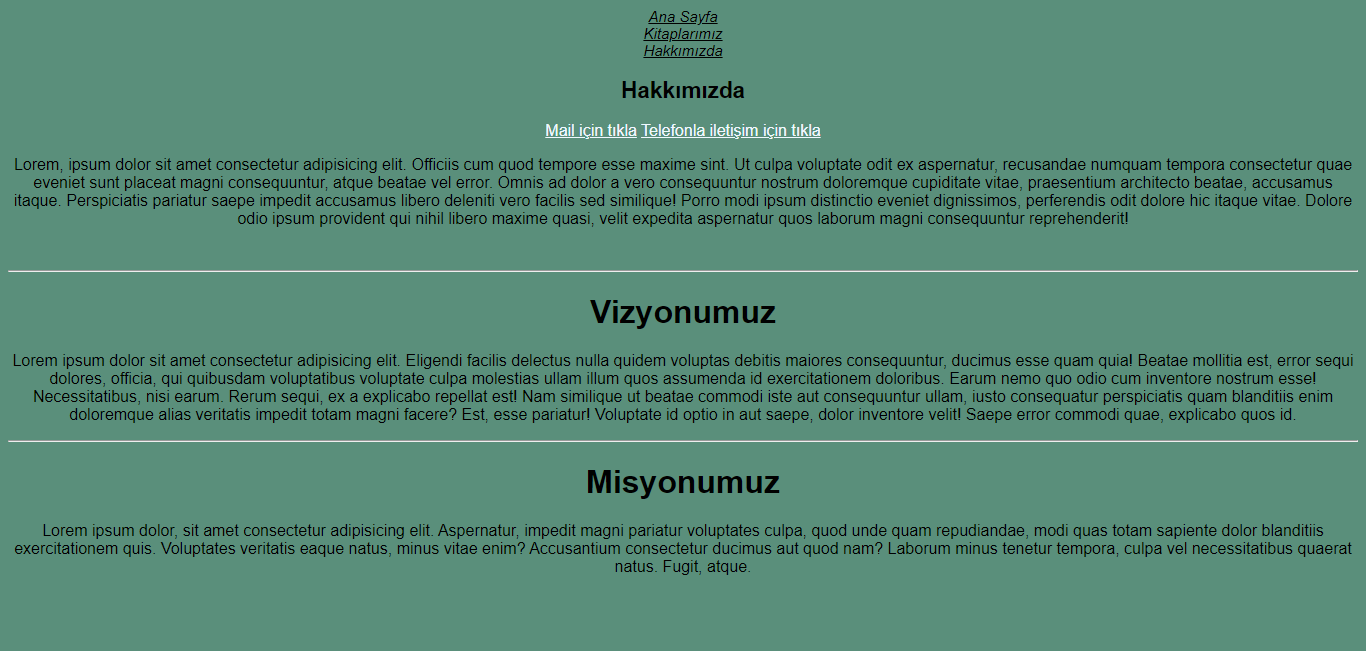 Ana Sayfa
Kitaplarımız
Hakkımızda
Hakkımızda
Mail için tıkla Telefonla iletişim için tıkla
Lorem, ipsum dolor sit amet consectetur adipisicing elit. Officiis cum quod tempore esse maxime sint. Ut culpa voluptate odit ex aspernatur, recusandae numquam tempora consectetur quae
eveniet sunt placeat magni consequuntur, atque beatae vel error. Omnis ad dolor a vero consequuntur nostrum doloremque cupiditate vitae, praesentium architecto beatae, accusamus
itaque. Perspiciatis pariatur saepe impedit accusamus libero deleniti vero facilis sed similique! Porro modi ipsum distinctio eveniet dignissimos, perferendis odit dolore hic itaque vitae. Dolore
odio ipsum provident qui nihil libero maxime quasi, velit expedita aspernatur quos laborum magni consequuntur reprehenderit!
Vizyonumuz
Lorem ipsum dolor sit amet consectetur adipisicing elit. Eligendi facilis delectus nulla quidem voluptas debitis maiores consequuntur, ducimus esse quam quia! Beatae mollitia est, error sequi
dolores, officia, qui quibusdam voluptatibus voluptate culpa molestias ullam illum quos assumenda id exercitationem doloribus. Earum nemo quo odio cum inventore nostrum esse!
Necessitatibus, nisi earum. Rerum sequi, ex a explicabo repellat est! Nam similique ut beatae commodi iste aut consequuntur ullam, iusto consequatur perspiciatis quam blanditiis enim
doloremque alias veritatis impedit totam magni facere? Est, esse pariatur! Voluptate id optio in aut saepe, dolor inventore velit! Saepe error commodi quae, explicabo quos id.
Misyonumuz
Lorem ipsum dolor, sit amet consectetur adipisicing elit. Aspernatur, impedit magni pariatur voluptates culpa, quod unde quam repudiandae, modi quas totam sapiente dolor blanditiis
exercitationem quis. Voluptates veritatis eaque natus, minus vitae enim? Accusantium consectetur ducimus aut quod nam? Laborum minus tenetur tempora, culpa vel necessitatibus quaerat
natus. Fugit, atque.